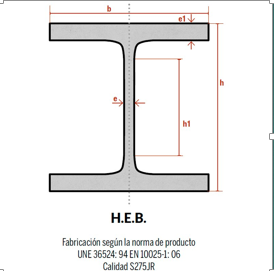 b
e1
h
e
h1
H.E.B.
Fabricación según la norma de producto
UNE 36524: 94 EN 10025-1: 06
Calidad S275JR